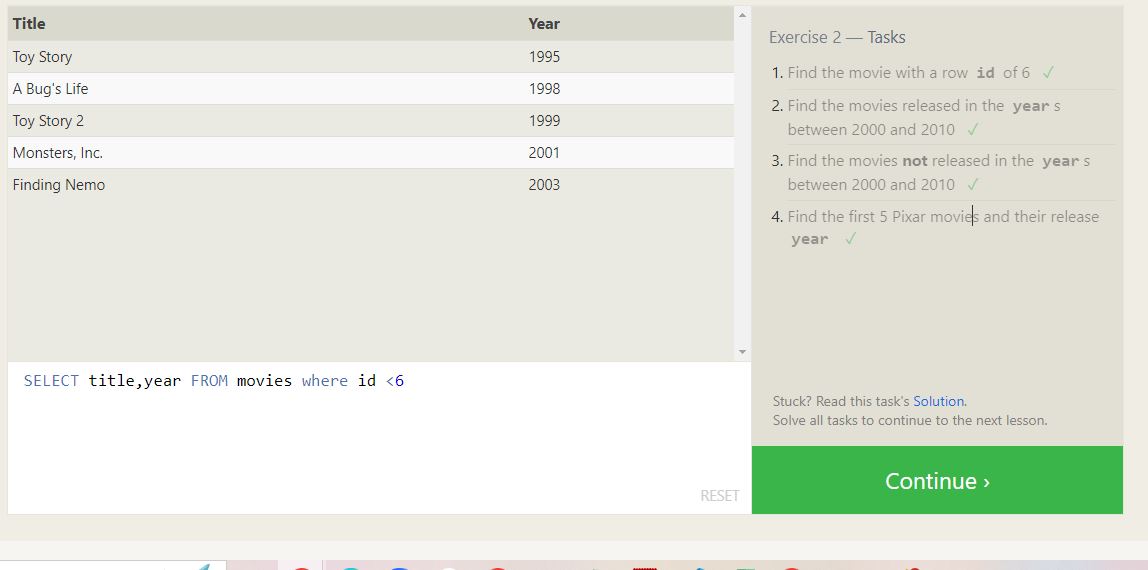 Title Year
Toy Story 1995
A Bug's Life 1998
Toy Story 2 1999
Monsters, Inc. 2001
Finding Nemo 2003
SELECT title,year FROM movies where id <6
RESET
Exercise 2 — Tasks
1. Find the movie with a row id of 6 ✓
2. Find the movies released in the year s
between 2000 and 2010 ✓
3. Find the movies not released in the year s
between 2000 and 2010 ✓
4. Find the first 5 Pixar movies and their release
year ✓
Stuck? Read this task's Solution.
Solve all tasks to continue to the next lesson.
Continue ›